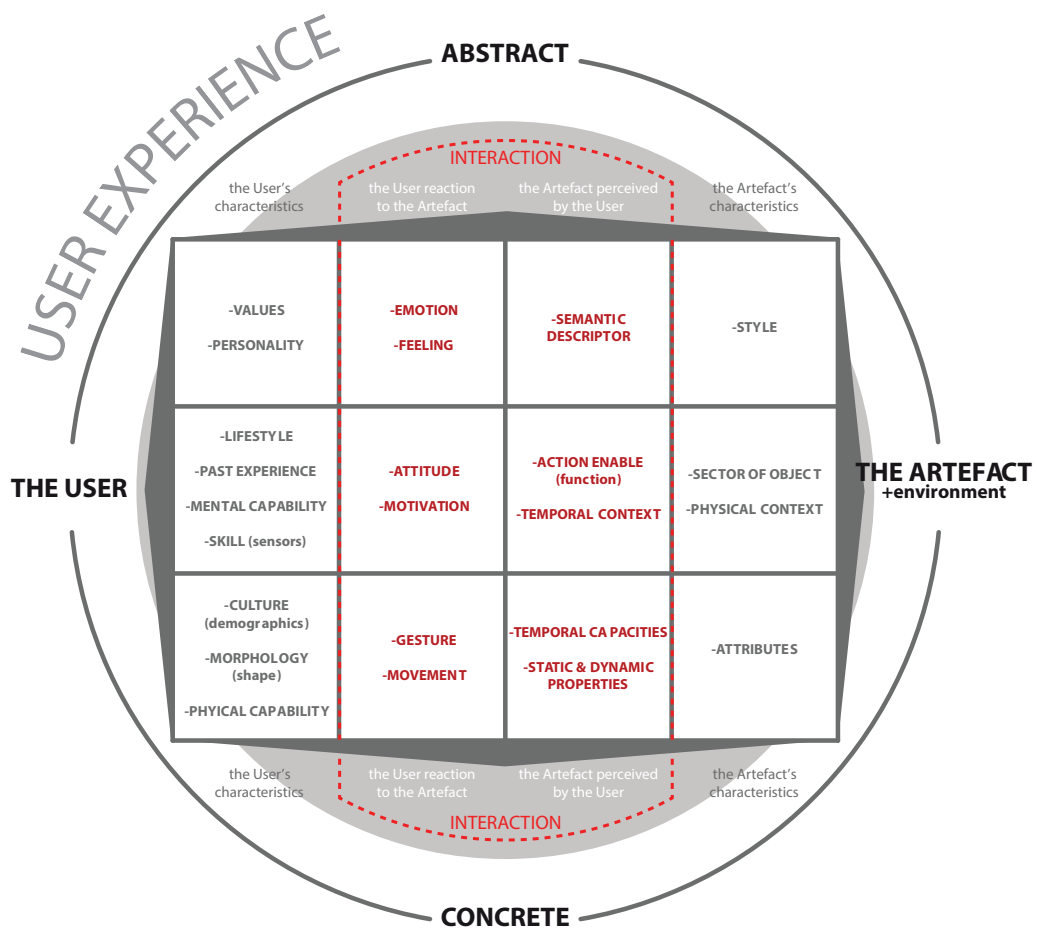 USER EXPERIENCE
ABSTRACT
INTERACTION
the User's
characteristics
the User reaction
to the Artefact
the Artefact perceived
by the User
the Artefact's
characteristics
-VALUES
-PERSONALITY
-EMOTION
-FEELING
-SEMANTIC
DESCRIPTOR
-STYLE
THE USER
-LIFESTYLE
-PAST EXPERIENCE
-MENTAL CAPABILITY
-SKILL (sensors)
-ATTITUDE
-MOTIVATION
-ACTION ENABLE
(function)
-TEMPORAL CONTEXT
-SECTOR OF OBJECT
-PHYSICAL CONTEXT
THE ARTEFACT
+environment
-CULTURE
(demographics)
-MORPHOLOGY
(shape)
-PHYICAL CAPABILITY
-GESTURE
-MOVEMENT
-TEMPORAL CA PACITIES
-STATIC & DYNAMIC
PROPERTIES
-ATTRIBUTES
the User's
characteristics
the User reaction
to the Artefact
the Artefact perceived
by the User
the Artefact's
characteristics
INTERACTION
CONCRETE